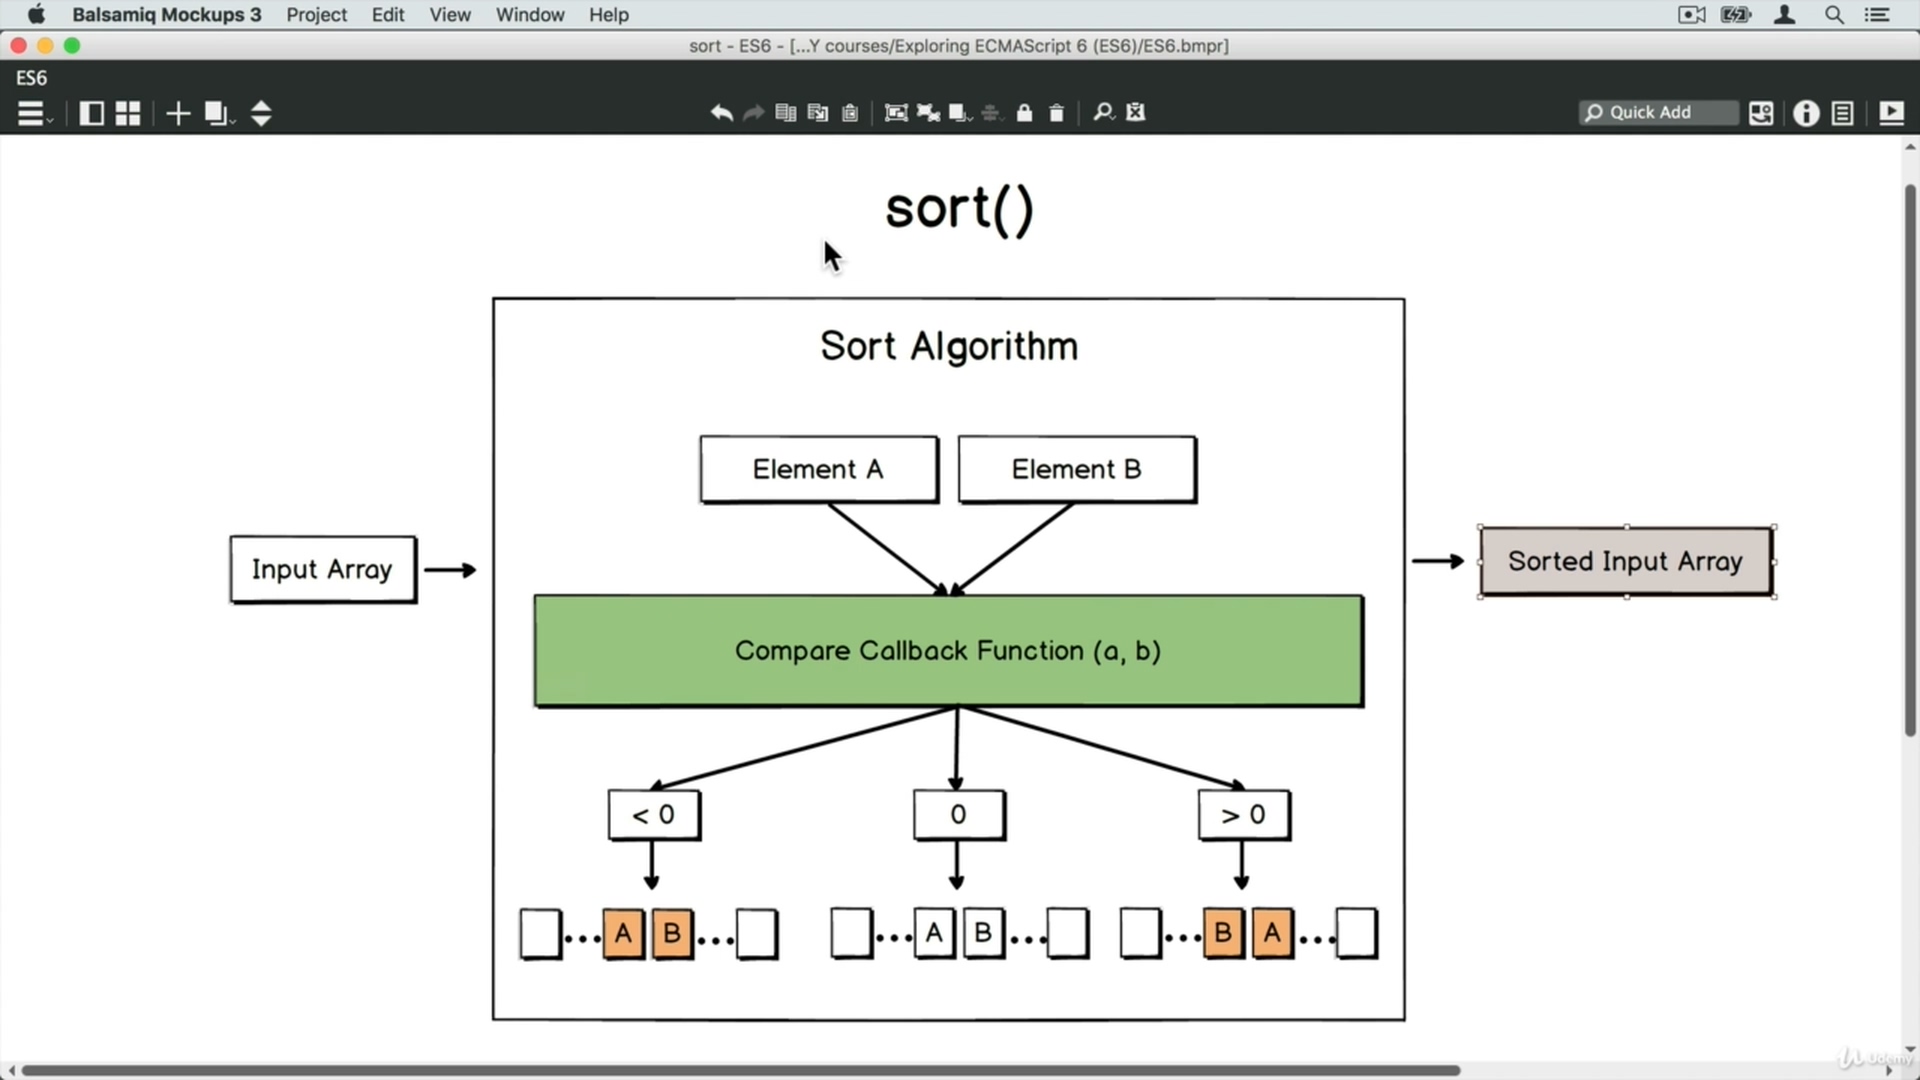 Balsamiq Mockups 3 Project Edit View Window Help
sort - ES6 - [...Y courses/Exploring ECMAScript 6 (ES6)/ES6.bmpr]
ES6
Quick Add
sort()
Sort Algorithm
Element A Element B
Input Array
Sorted Input Array
Compare Callback Function (a, b)
< 0 0 > 0
A B A B B A
Udemy